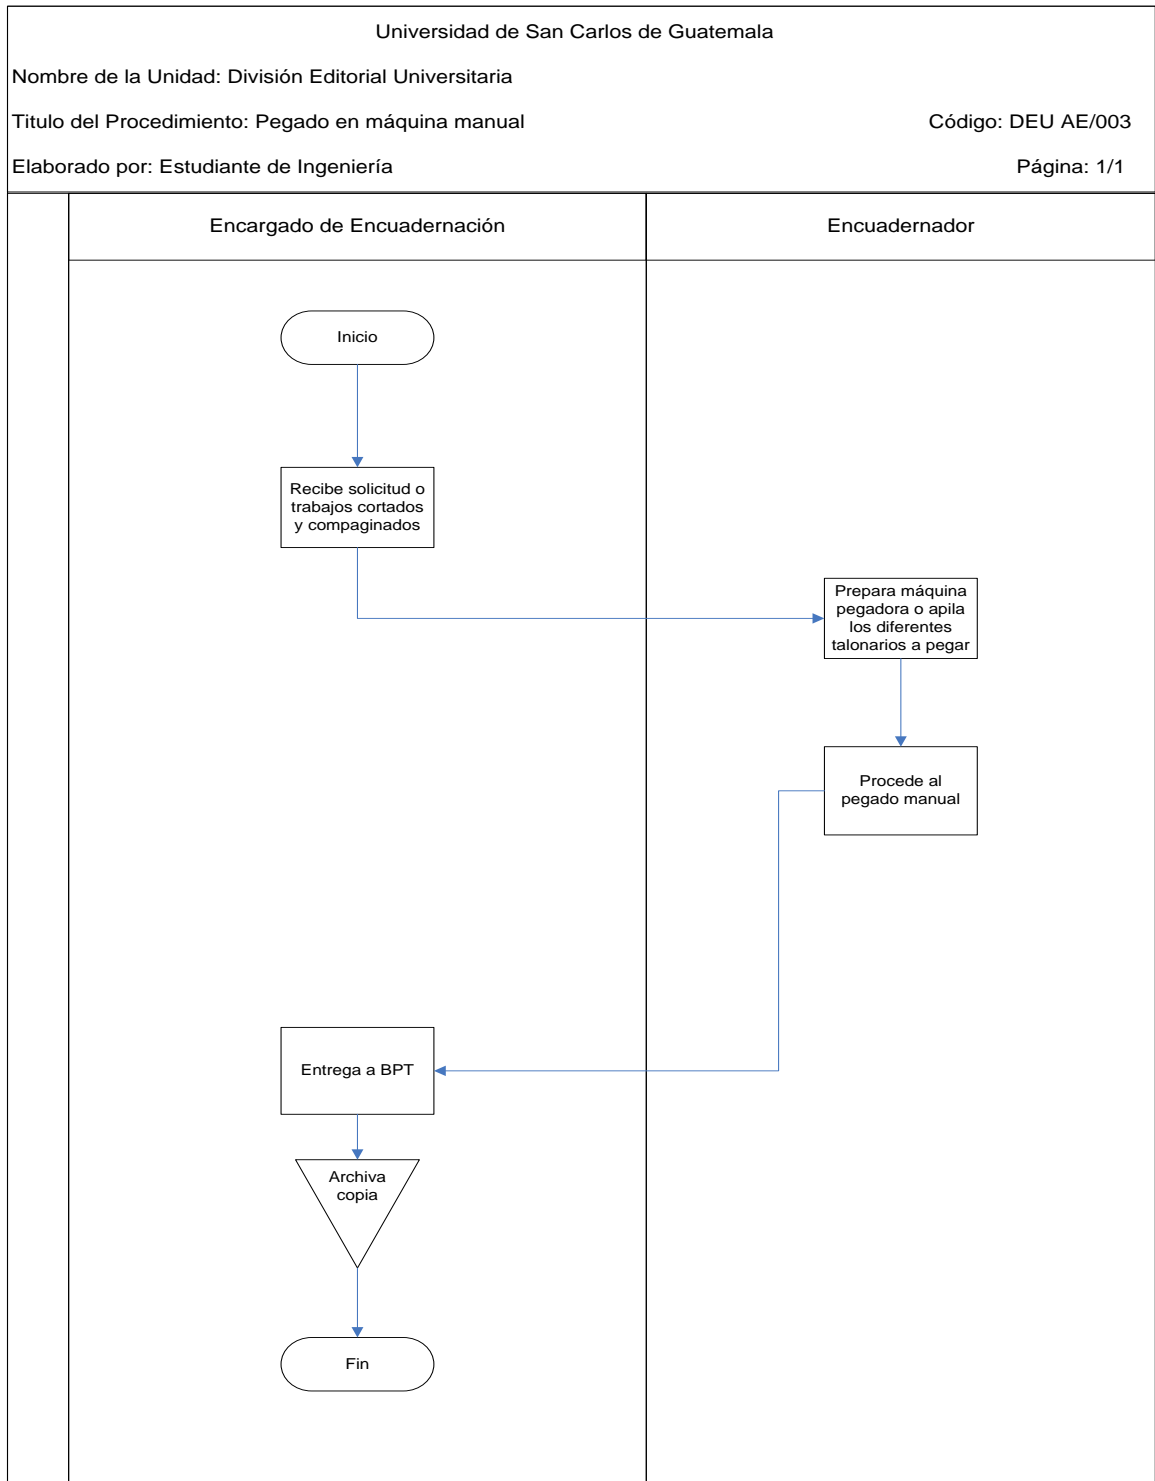 Universidad de San Carlos de Guatemala
Nombre de la Unidad: División Editorial Universitaria
Titulo del Procedimiento: Pegado en máquina manual
Código: DEU AE/003
Elaborado por: Estudiante de Ingeniería
Página: 1/1
Encargado de Encuadernación
Encuadernador
Inicio
Recibe solicitud o
trabajos cortados
y compaginados
Prepara máquina
pegadora o apila
los diferentes
talonarios a pegar
Procede al
pegado manual
Entrega a BPT
Archiva
copia
Fin